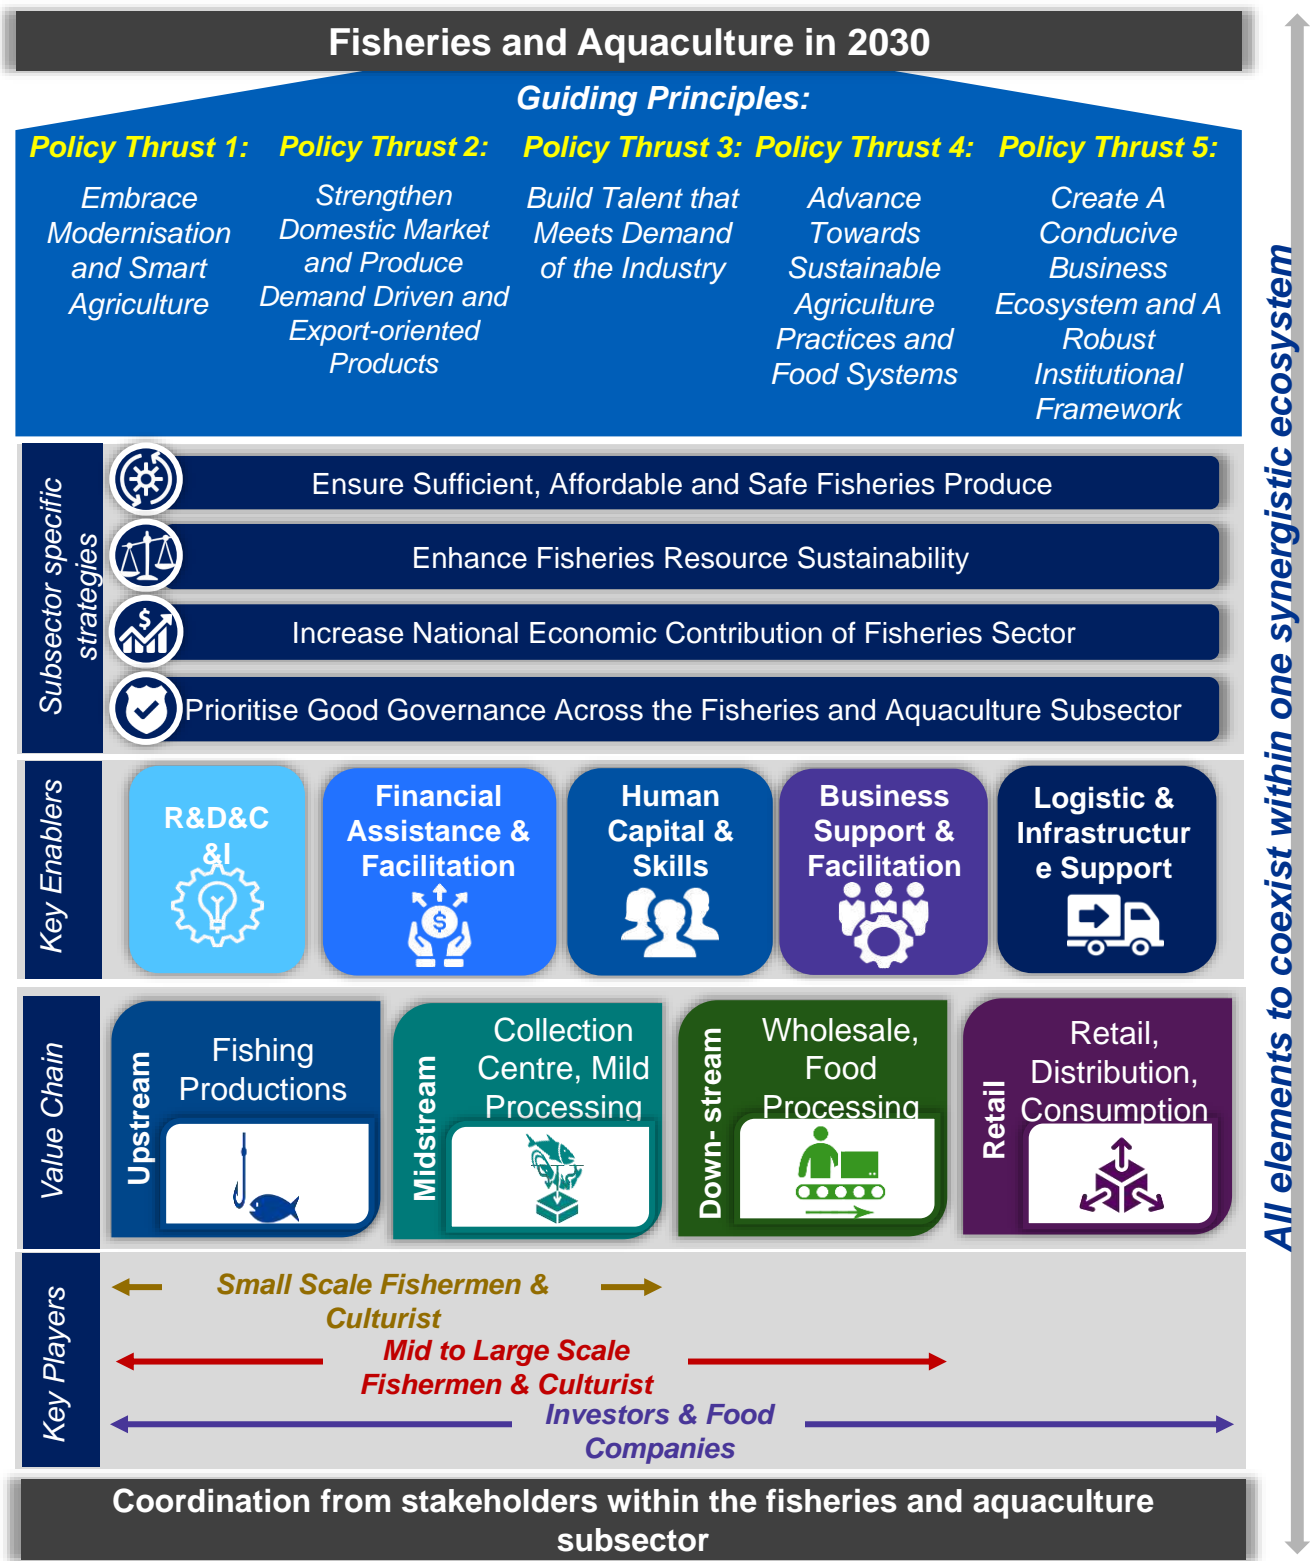 Fisheries and Aquaculture in 2030
Guiding Principles:
Policy Thrust 1:
Embrace
Modernisation
and Smart
Agriculture
Policy Thrust 2:
Strengthen
Domestic Market
and Produce
Demand Driven and
Export-oriented
Products
Policy Thrust 3:
Build Talent that
Meets Demand
of the Industry
Policy Thrust 4:
Advance
Towards
Sustainable
Agriculture
Practices and
Food Systems
Policy Thrust 5:
Create A
Conducive
Business
Ecosystem and A
Robust
Institutional
Framework
Subsector specific
strategies
Ensure Sufficient, Affordable and Safe Fisheries Produce
Enhance Fisheries Resource Sustainability
Increase National Economic Contribution of Fisheries Sector
Prioritise Good Governance Across the Fisheries and Aquaculture Subsector
Key Enablers
R&D&C
&I
Financial
Assistance &
Facilitation
Human
Capital &
Skills
Business
Support &
Facilitation
Logistic &
Infrastructur
e Support
Value Chain
Upstream
Fishing
Productions
Midstream
Collection
Centre, Mild
Processing
Down- stream
Wholesale,
Food
Processing
Retail
Retail,
Distribution,
Consumption
Key Players
Small Scale Fishermen &
Culturist
Mid to Large Scale
Fishermen & Culturist
Investors & Food
Companies
Coordination from stakeholders within the fisheries and aquaculture
subsector
All elements to coexist within one synergistic ecosystem